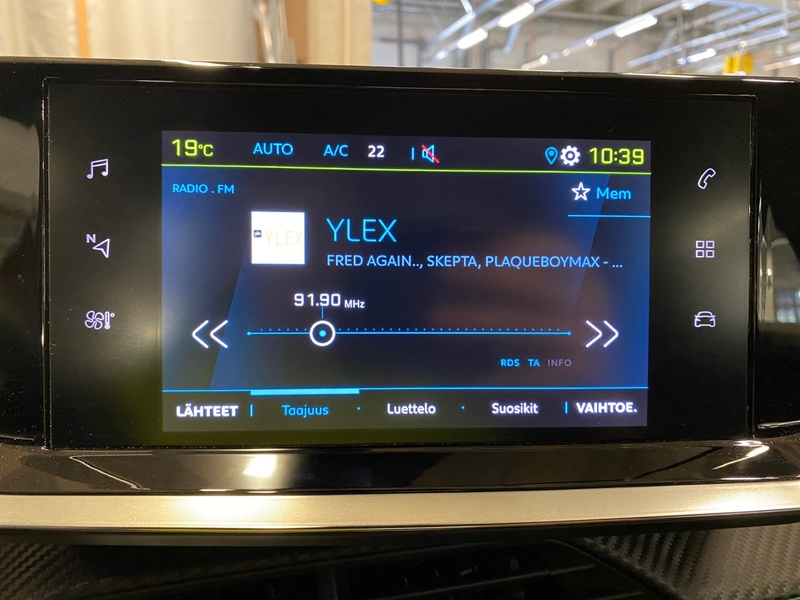 19°C AUTO A/C 22 10:39
RADIO . FM
Mem
YLEX
YLEX
FRED AGAIN.., SKEPTA, PLAQUEBOYMAX - ...
91.90 MHz
N
RDS TA INFO
LÄHTEET Taajuus Luettelo Suosikit VAIHTOE.